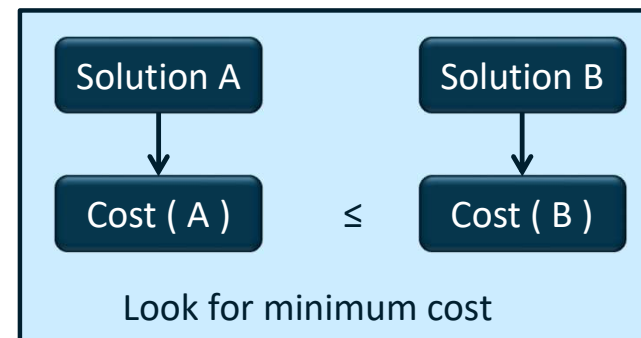 Solution A Solution B
Cost ( A ) ≤ Cost ( B )
Look for minimum cost